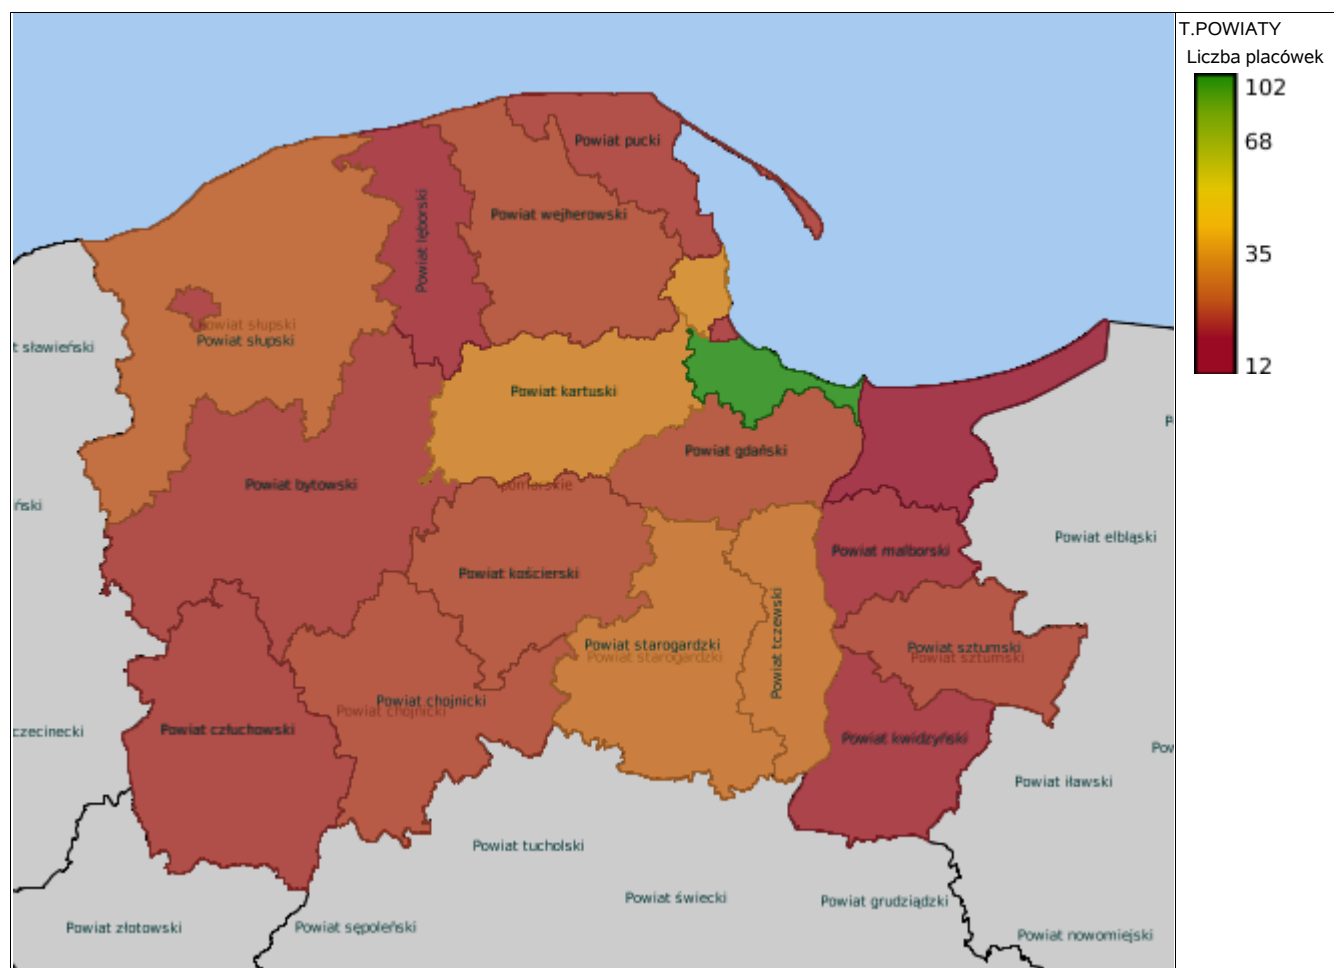 T.POWIATY
Liczba placówek
102
68
35
12
Powiat pucki
Powiat wejherowski
Powiat lęborski
Powiat słupski
Powiat słupski
t sławieński
Powiat kartuski
Powiat gdański
Powiat bytowski
pomorskie
iński
Powiat elbląski
Powiat malborski
Powiat kościerski
Powiat tczewski
Powiat starogardzki
Powiat starogardzki
Powiat sztumski
Powiat sztumski
Powiat chojnicki
Powiat chojnicki
Powiat człuchowski
czecinecki
Powiat kwidzyński
Pow
Powiat iławski
Powiat tucholski
Powiat świecki
Powiat grudziądzki
Powiat złotowski
Powiat sępoleński
Powiat nowomiejski